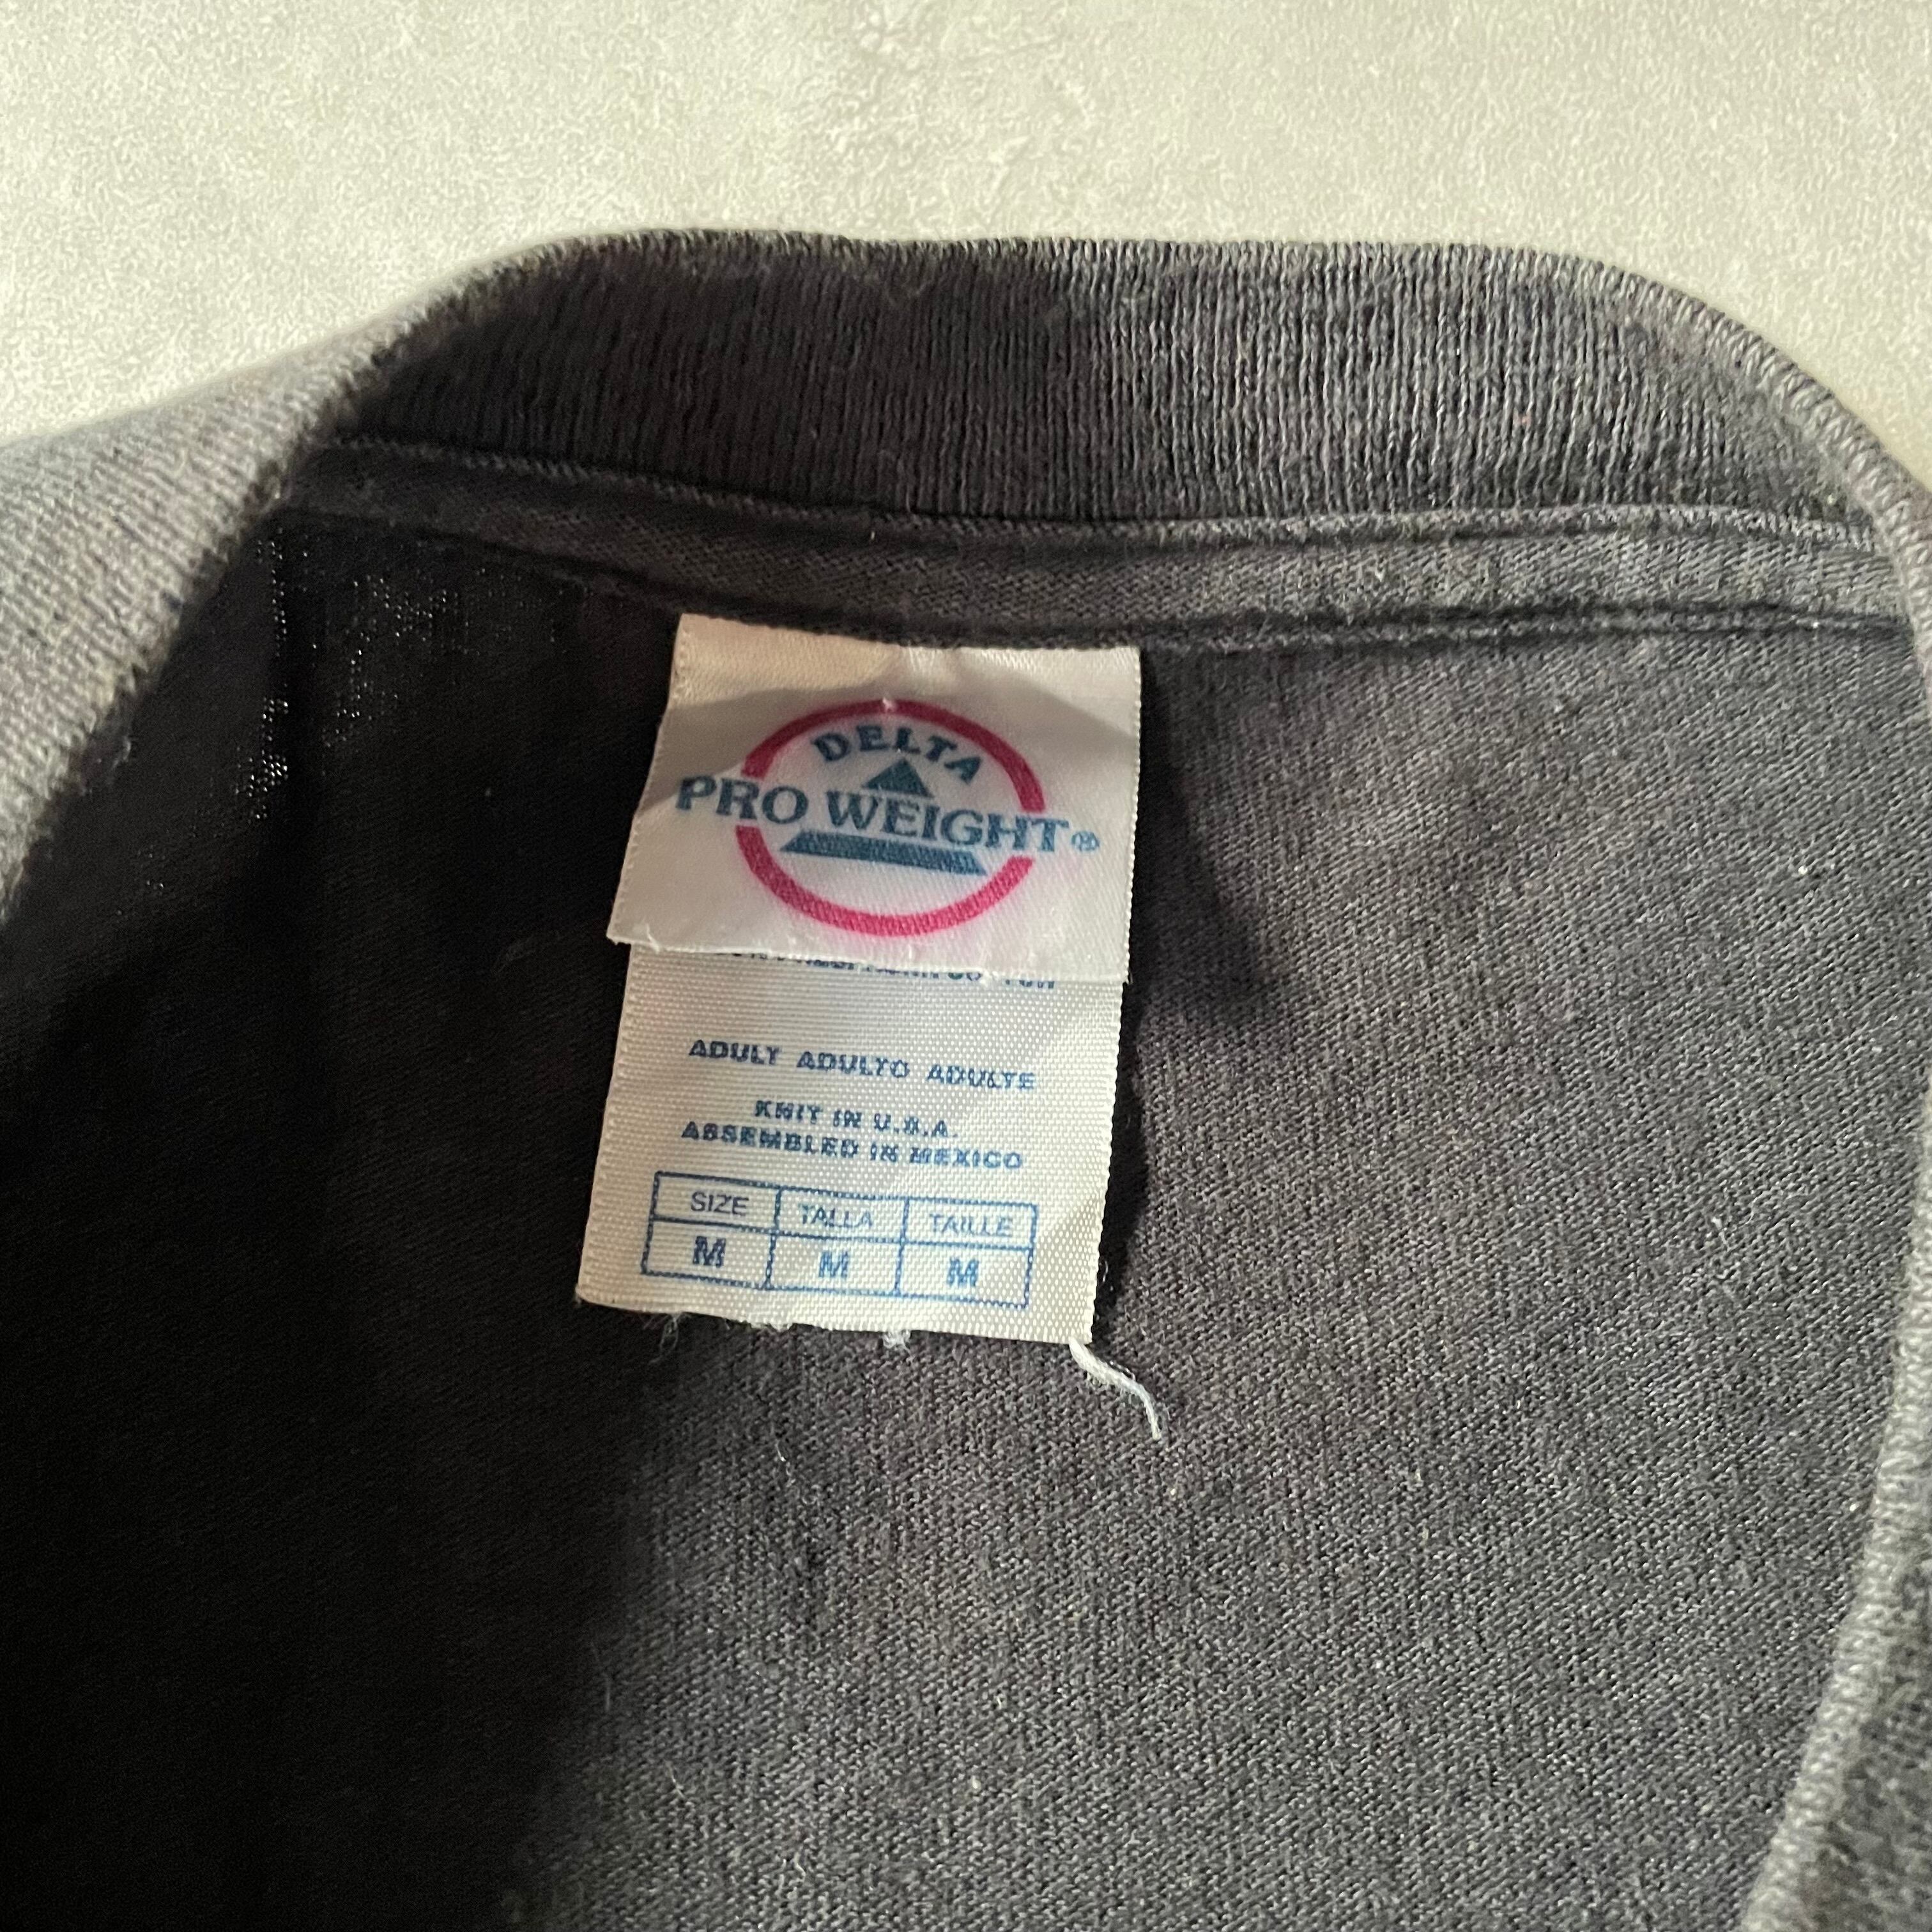 DELTA
PRO WEIGHT®
ADULT ADULTO ADULTE
KNIT IN U.S.A.
ASSEMBLED IN MEXICO
SIZE TALLA TAILLE
M M M